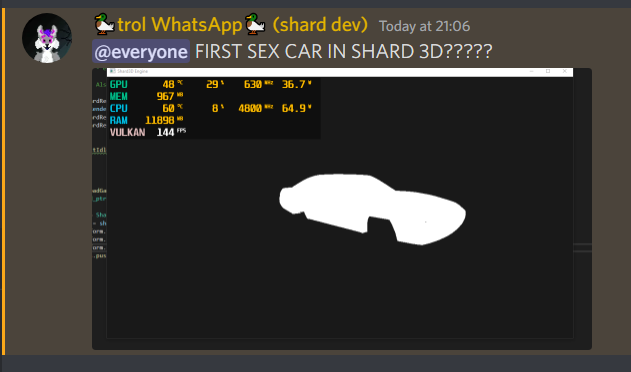 🦆trol WhatsApp🦆 (shard dev) Today at 21:06
@everyone FIRST SEX CAR IN SHARD 3D?????
Shard3D Engine
GPU 48 °C 29 % 630 MHz 36.7 W
MEM 967 MB
CPU 60 °C 8 % 4800 MHz 64.9 W
RAM 11898 MB
VULKAN 144 FPS